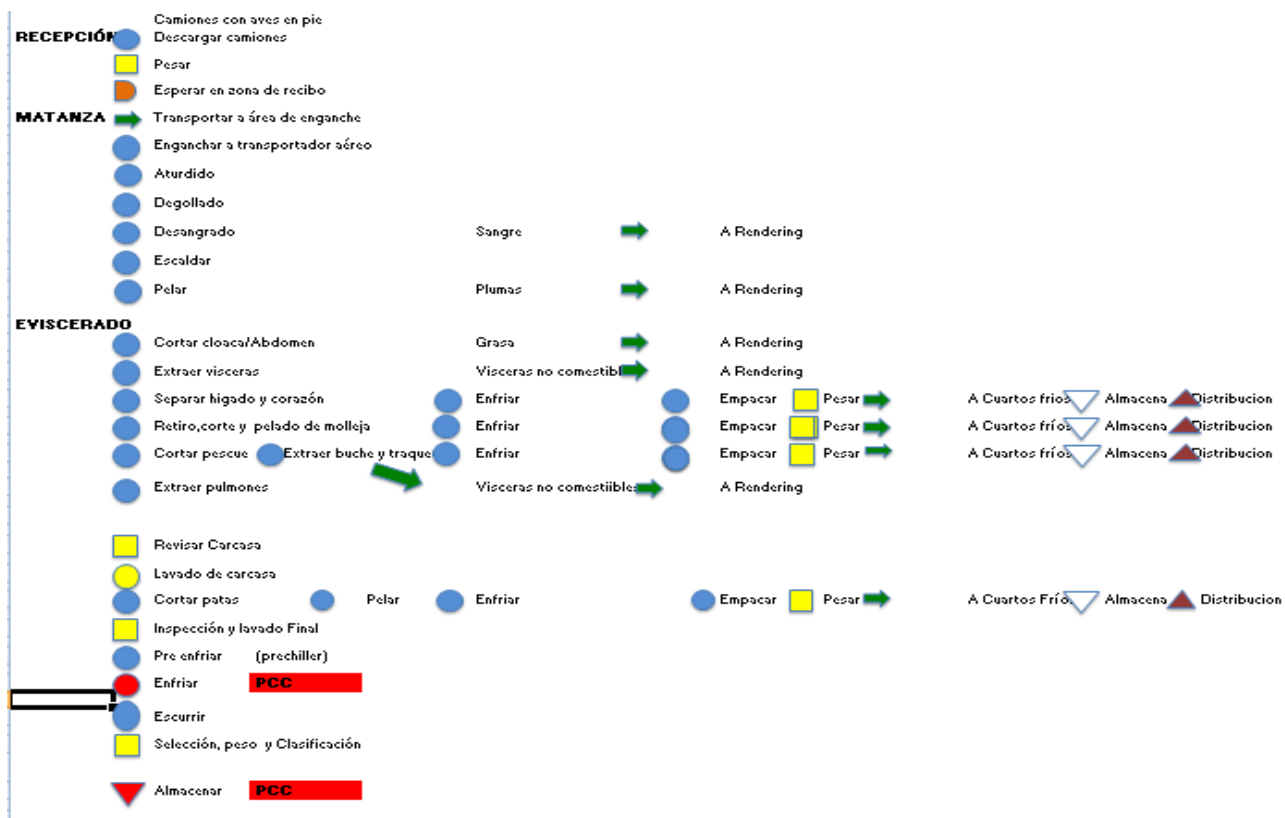 Camiones con aves en pie
RECEPCIÓN Descargar camiones
Pesar
Esperar en zona de recibo
MATANZA Transportar a área de enganche
Enganchar a transportador aéreo
Aturdido
Degollado
Desangrado Sangre A Rendering
Escaldar
Pelar Plumas A Rendering
EVISCERADO
Cortar cloaca/Abdomen Grasa A Rendering
Extraer visceras Visceras no comestibl A Rendering
Separar higado y corazón Enfriar Empacar Pesar A Cuartos frios Almacena Distribucion
Retiro,corte y pelado de molleja Enfriar Empacar Pesar A Cuartos fríos Almacena Distribucion
Cortar pescue Extraer buche y traque Enfriar Empacar Pesar A Cuartos fríos Almacena Distribucion
Extraer pulmones Visceras no comestiibles A Rendering
Revisar Carcasa
Lavado de carcasa
Cortar patas Pelar Enfriar Empacar Pesar A Cuartos Fríos Almacena Distribucion
Inspección y lavado Final
Pre enfriar (prechiller)
Enfriar PCC
Escurrir
Selección, peso y Clasificación
Almacenar PCC